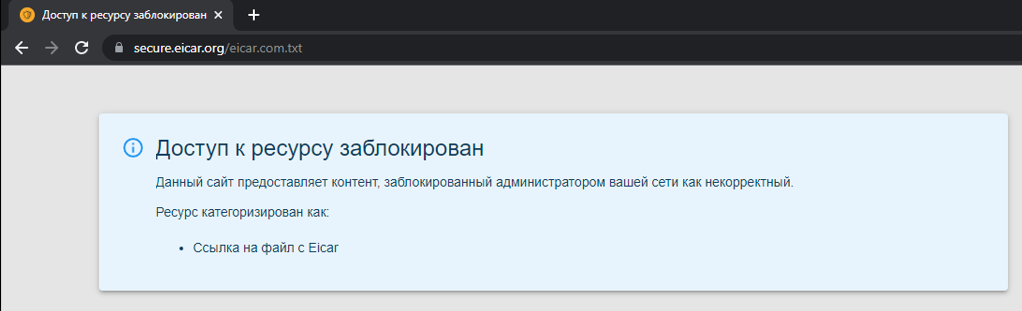 Доступ к ресурсу заблокирован
secure.eicar.org/eicar.com.txt
Доступ к ресурсу заблокирован
Данный сайт предоставляет контент, заблокированный администратором вашей сети как некорректный.
Ресурс категоризирован как:
• Ссылка на файл с Eicar